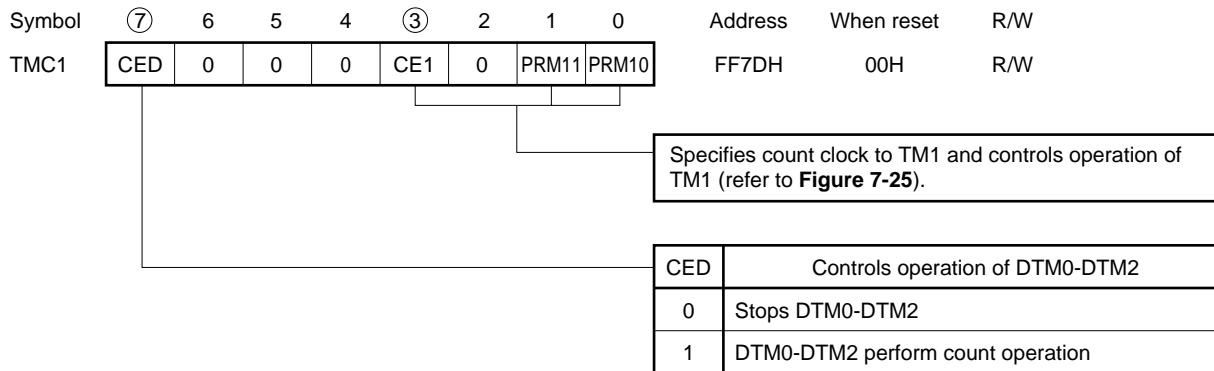 Symbol ⑦ 6 5 4 ③ 2 1 0 Address When reset R/W
TMC1 CED 0 0 0 CE1 0 PRM11 PRM10 FF7DH 00H R/W
Specifies count clock to TM1 and controls operation of
TM1 (refer to Figure 7-25).
CED Controls operation of DTM0-DTM2
0 Stops DTM0-DTM2
1 DTM0-DTM2 perform count operation